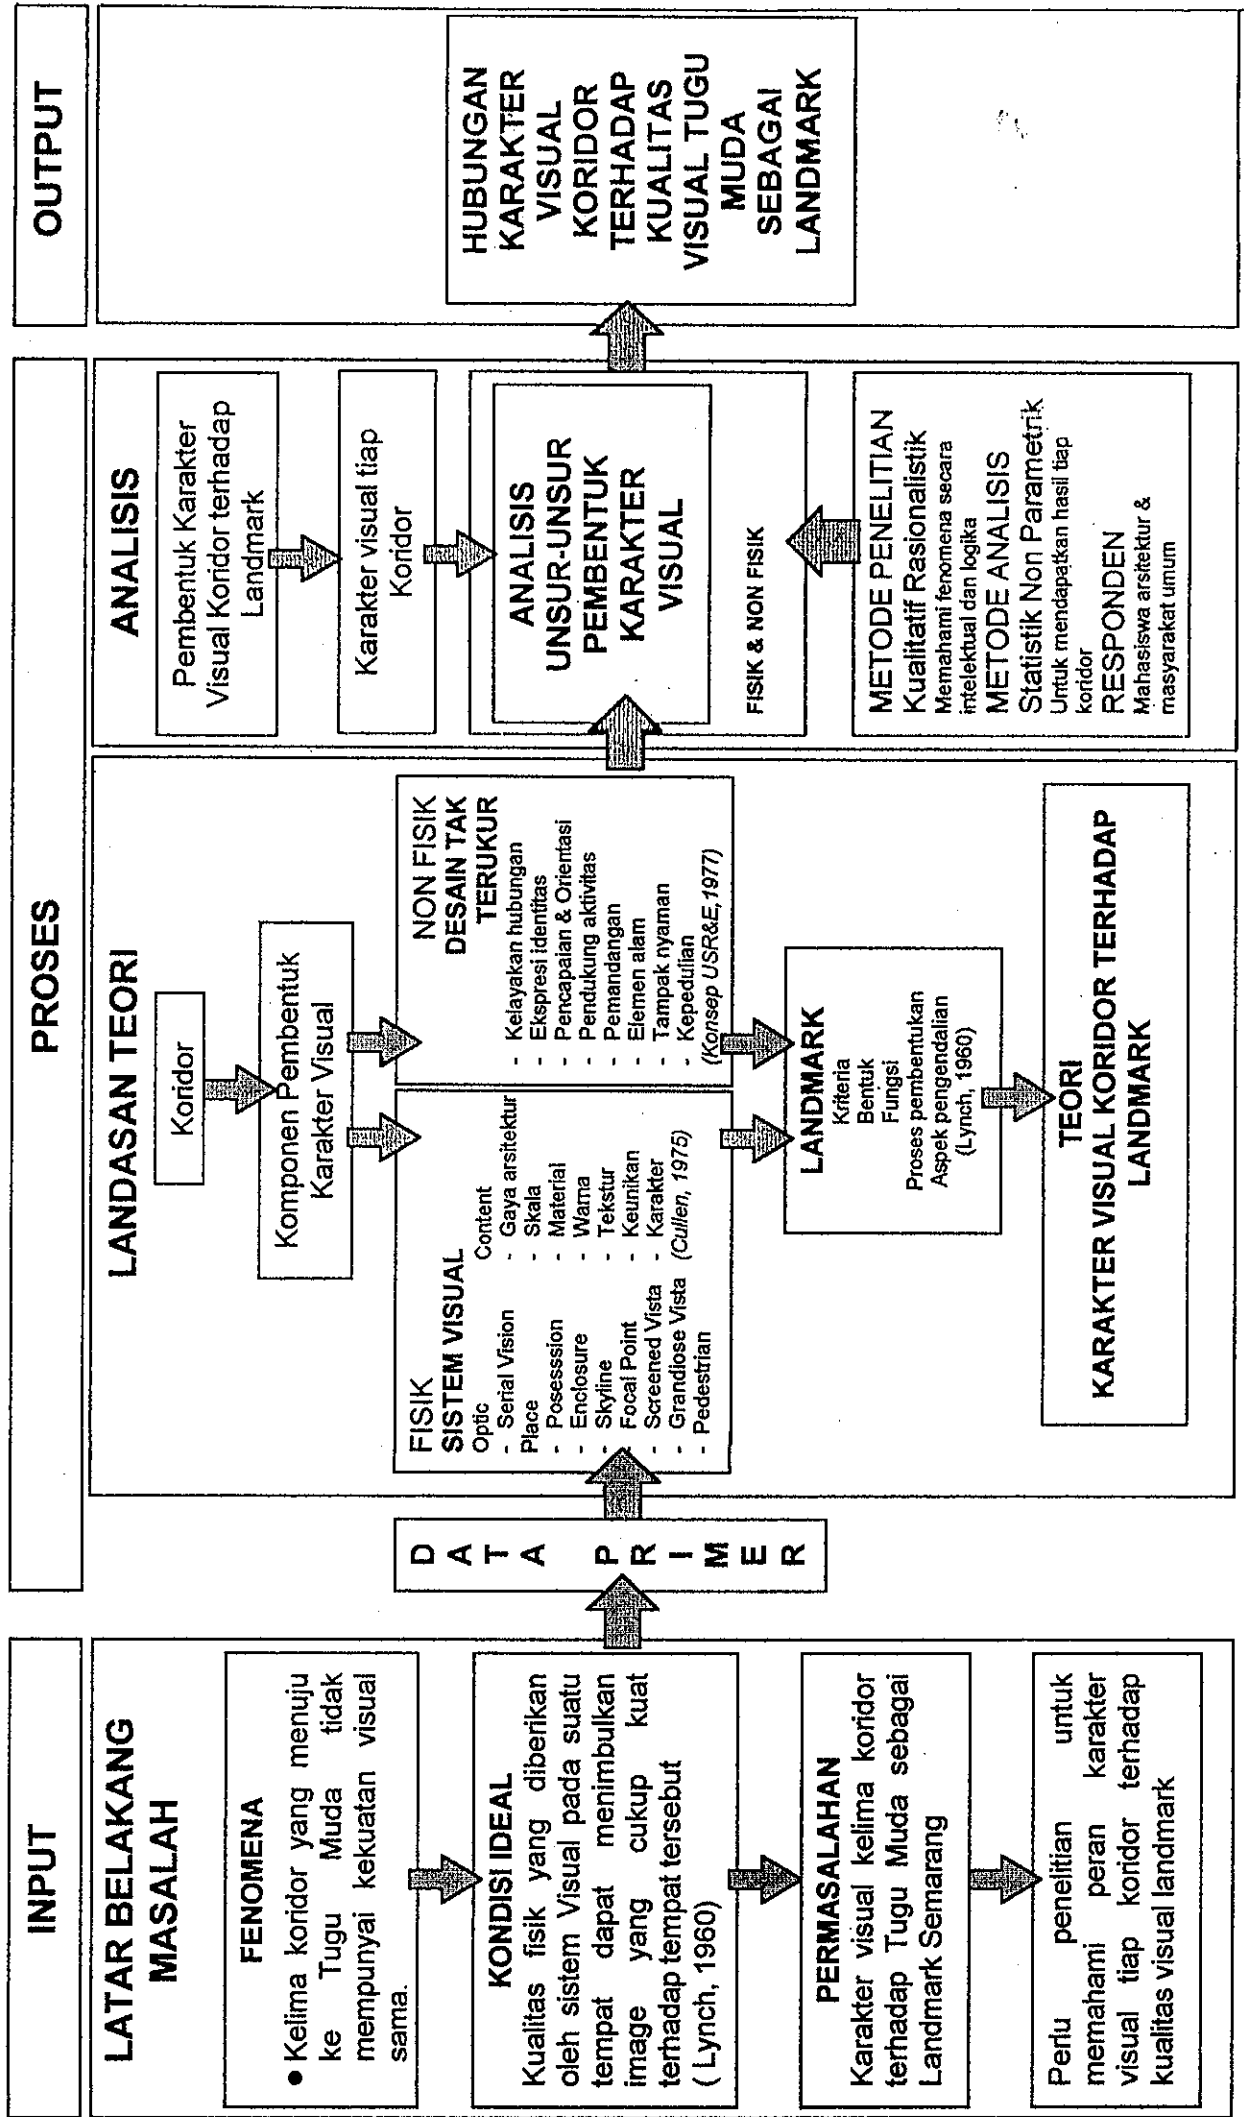 INPUT
LATAR BELAKANG
MASALAH
FENOMENA
● Kelima koridor yang menuju
ke Tugu Muda tidak
mempunyai kekuatan visual
sama.
KONDISI IDEAL
Kualitas fisik yang diberikan
oleh sistem Visual pada suatu
tempat dapat menimbulkan
image yang cukup kuat
terhadap tempat tersebut
( Lynch, 1960)
PERMASALAHAN
Karakter visual kelima koridor
terhadap Tugu Muda sebagai
Landmark Semarang
Perlu penelitian untuk
memahami peran karakter
visual tiap koridor terhadap
kualitas visual landmark
D
A
T
A
P
R
I
M
E
R
PROSES
LANDASAN TEORI
Koridor
Komponen Pembentuk
Karakter Visual
FISIK
SISTEM VISUAL
Optic
- Serial Vision
Place
- Posesssion
- Enclosure
- Skyline
- Focal Point
- Screened Vista
- Grandiose Vista
- Pedestrian
Content
- Gaya arsitektur
- Skala
- Material
- Warna
- Tekstur
- Keunikan
- Karakter
(Cullen, 1975)
NON FISIK
DESAIN TAK
TERUKUR
- Kelayakan hubungan
- Ekspresi identitas
- Pencapaian & Orientasi
- Pendukung aktivitas
- Pemandangan
- Elemen alam
- Tampak nyaman
- Kepedulian
(Konsep USR&E,1977)
LANDMARK
Kriteria
Bentuk
Fungsi
Proses pembentukan
Aspek pengendalian
(Lynch, 1960)
TEORI
KARAKTER VISUAL KORIDOR TERHADAP
LANDMARK
ANALISIS
Pembentuk Karakter
Visual Koridor terhadap
Landmark
Karakter visual tiap
Koridor
ANALISIS
UNSUR-UNSUR
PEMBENTUK
KARAKTER
VISUAL
FISIK & NON FISIK
METODE PENELITIAN
Kualitatif Rasionalistik
Memahami fenomena secara
intelektual dan logika
METODE ANALISIS
Statistik Non Parametrik
Untuk mendapatkan hasil tiap
koridor
RESPONDEN
Mahasiswa arsitektur &
masyarakat umum
OUTPUT
HUBUNGAN
KARAKTER
VISUAL
KORIDOR
TERHADAP
KUALITAS
VISUAL TUGU
MUDA
SEBAGAI
LANDMARK